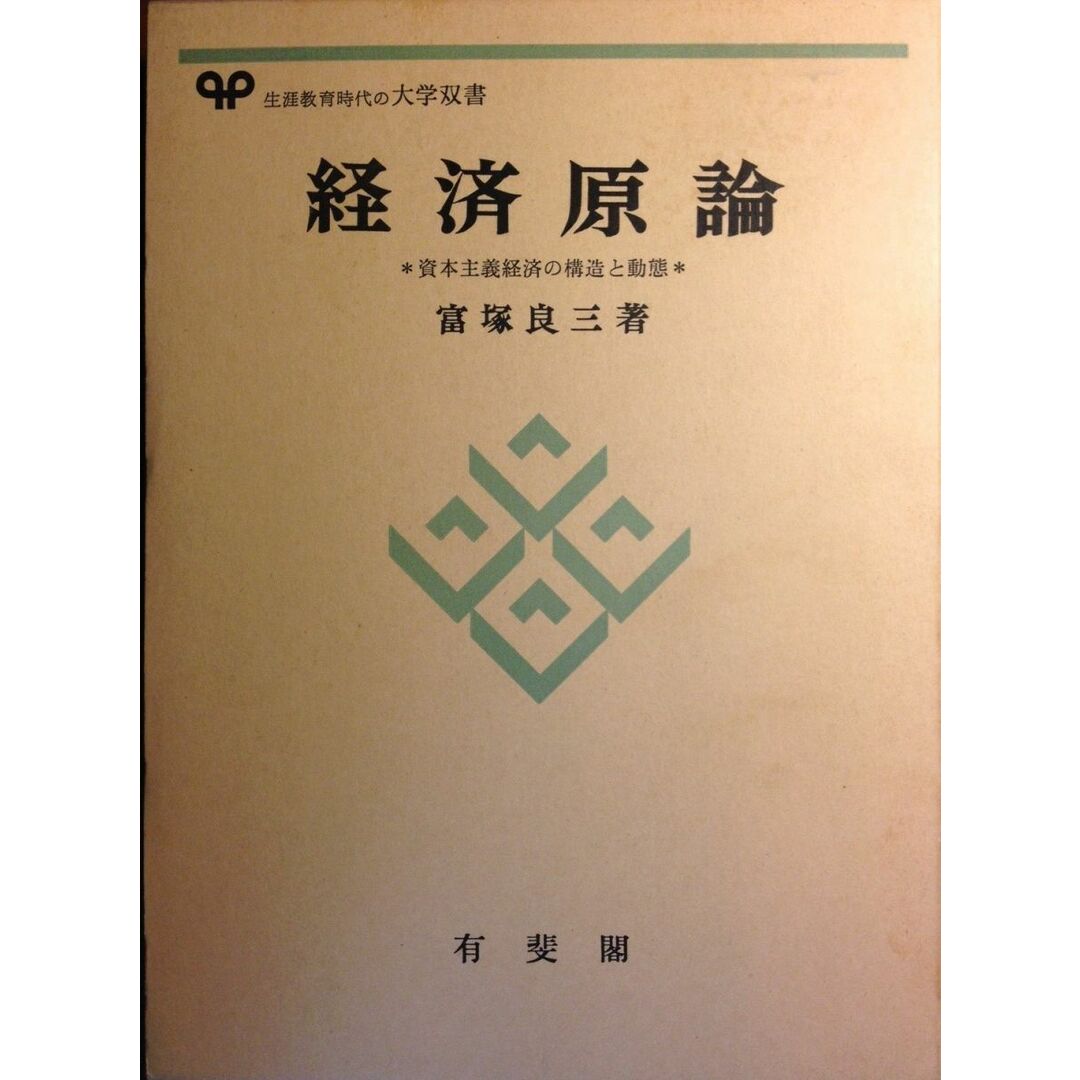 生涯教育時代の大学双書
経済原論
＊資本主義経済の構造と動態＊
富塚良三著
有斐閣